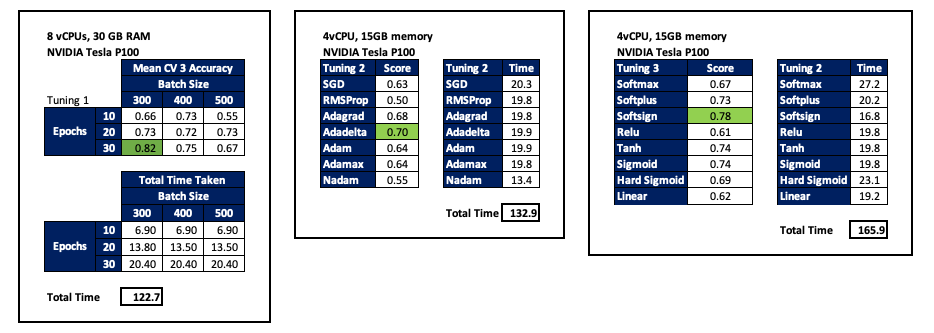 8 vCPUs, 30 GB RAM
NVIDIA Tesla P100
Mean CV 3 Accuracy
Batch Size
Tuning 1 300 400 500
10 0.66 0.73 0.55
Epochs 20 0.73 0.72 0.73
30 0.82 0.75 0.67
Total Time Taken
Batch Size
300 400 500
10 6.90 6.90 6.90
Epochs 20 13.80 13.50 13.50
30 20.40 20.40 20.40
Total Time 122.7
4vCPU, 15GB memory
NVIDIA Tesla P100
Tuning 2 Score Tuning 2 Time
SGD 0.63 SGD 20.3
RMSProp 0.50 RMSProp 19.8
Adagrad 0.68 Adagrad 19.8
Adadelta 0.70 Adadelta 19.9
Adam 0.64 Adam 19.9
Adamax 0.64 Adamax 19.8
Nadam 0.55 Nadam 13.4
Total Time 132.9
4vCPU, 15GB memory
NVIDIA Tesla P100
Tuning 3 Score Tuning 2 Time
Softmax 0.67 Softmax 27.2
Softplus 0.73 Softplus 20.2
Softsign 0.78 Softsign 16.8
Relu 0.61 Relu 19.8
Tanh 0.74 Tanh 19.8
Sigmoid 0.74 Sigmoid 19.8
Hard Sigmoid 0.69 Hard Sigmoid 23.1
Linear 0.62 Linear 19.2
Total Time 165.9